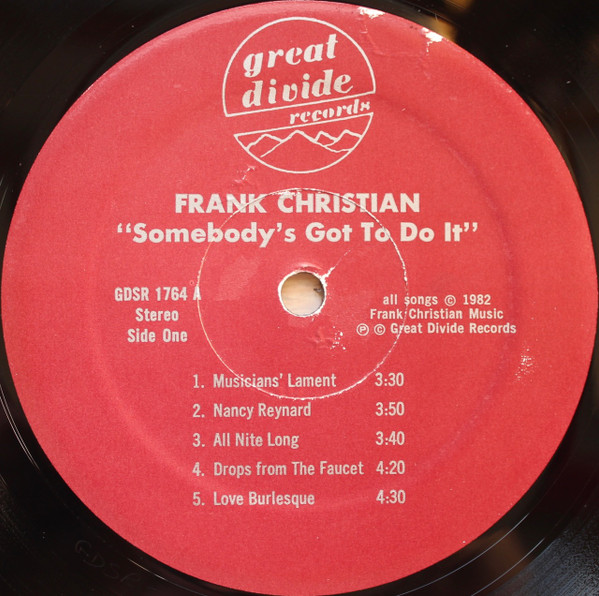 great
divide
records
FRANK CHRISTIAN
“Somebody's Got To Do It”
GDSR 1764 A
Stereo
Side One
all songs © 1982
Frank Christian Music
℗ © Great Divide Records
1. Musicians' Lament 3:30
2. Nancy Reynard 3:50
3. All Nite Long 3:40
4. Drops from The Faucet 4:20
5. Love Burlesque 4:30